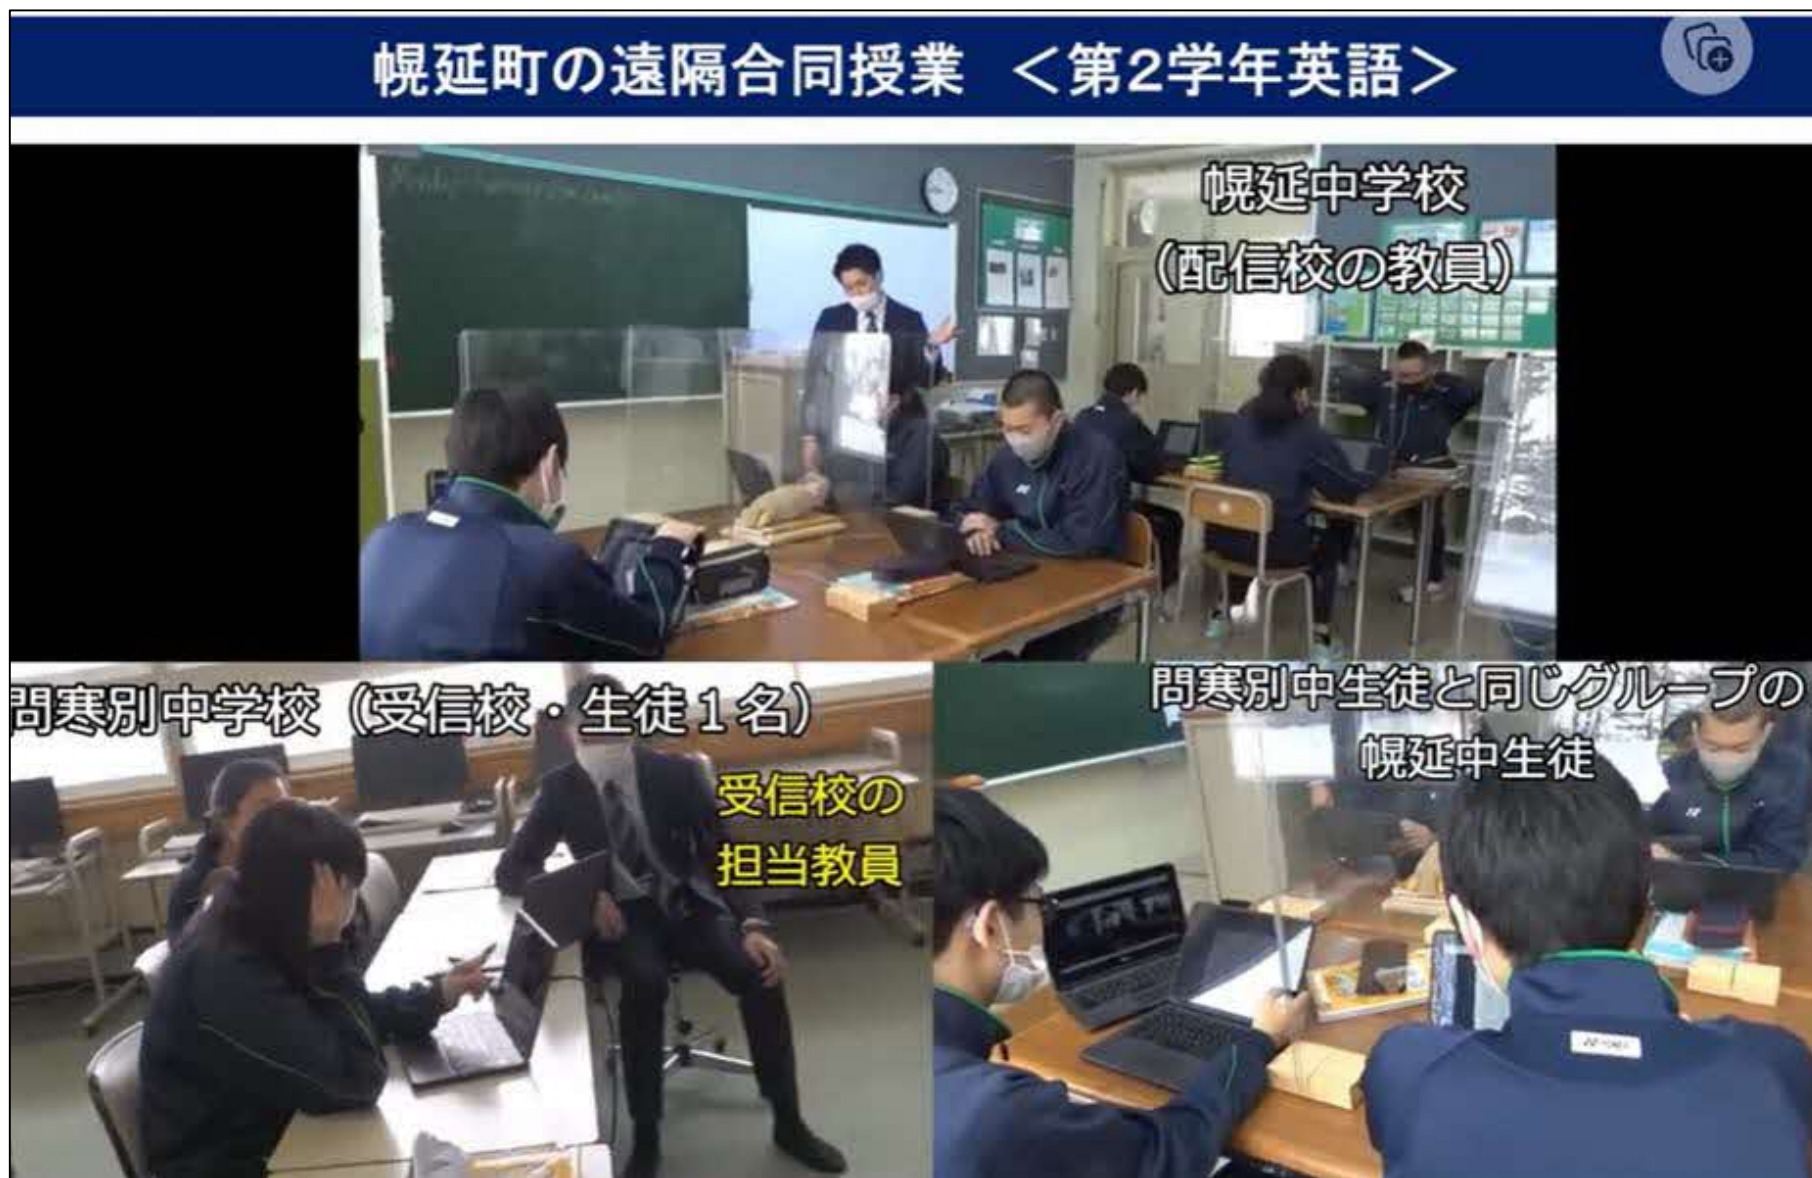 幌延町の遠隔合同授業 ＜第2学年英語＞
幌延中学校
（配信校の教員）
問寒別中学校（受信校・生徒１名）
受信校の
担当教員
問寒別中生徒と同じグループの
幌延中生徒